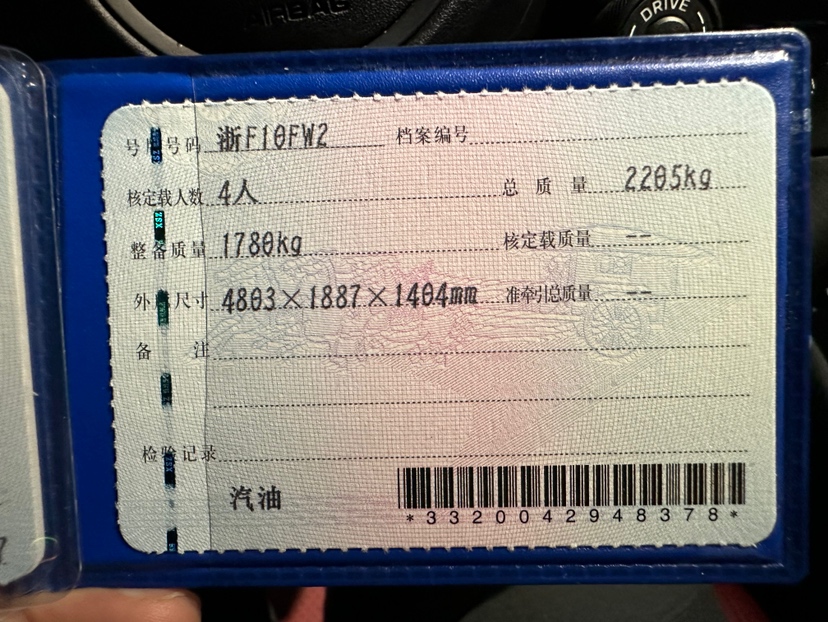 AIRBAG
DRIVE
号牌号码 浙F10FW2 档案编号
核定载人数 4人 总质量 2205kg
整备质量 1780kg 核定载质量 --
外廓尺寸 4803×1887×1404mm 准牵引总质量 --
备注
检验记录
汽油
*3320042948378*